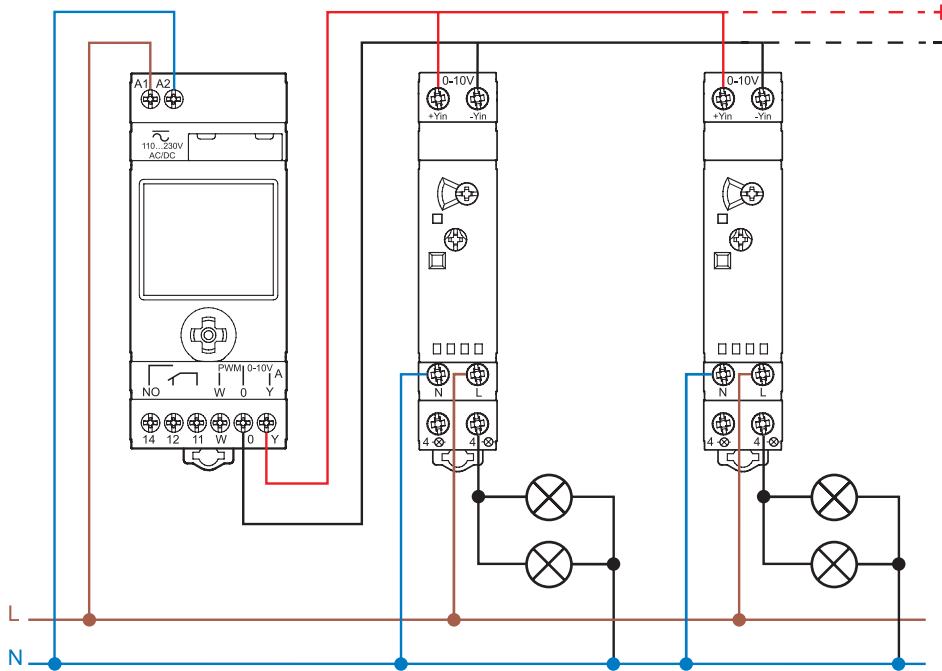 +
−
A1 A2
110...230V
AC/DC
PWM 0-10V A
NO W 0 Y
14 12 11 W 0 Y
0-10V
+Yin -Yin
N L
4 4
0-10V
+Yin -Yin
N L
4 4
L
N